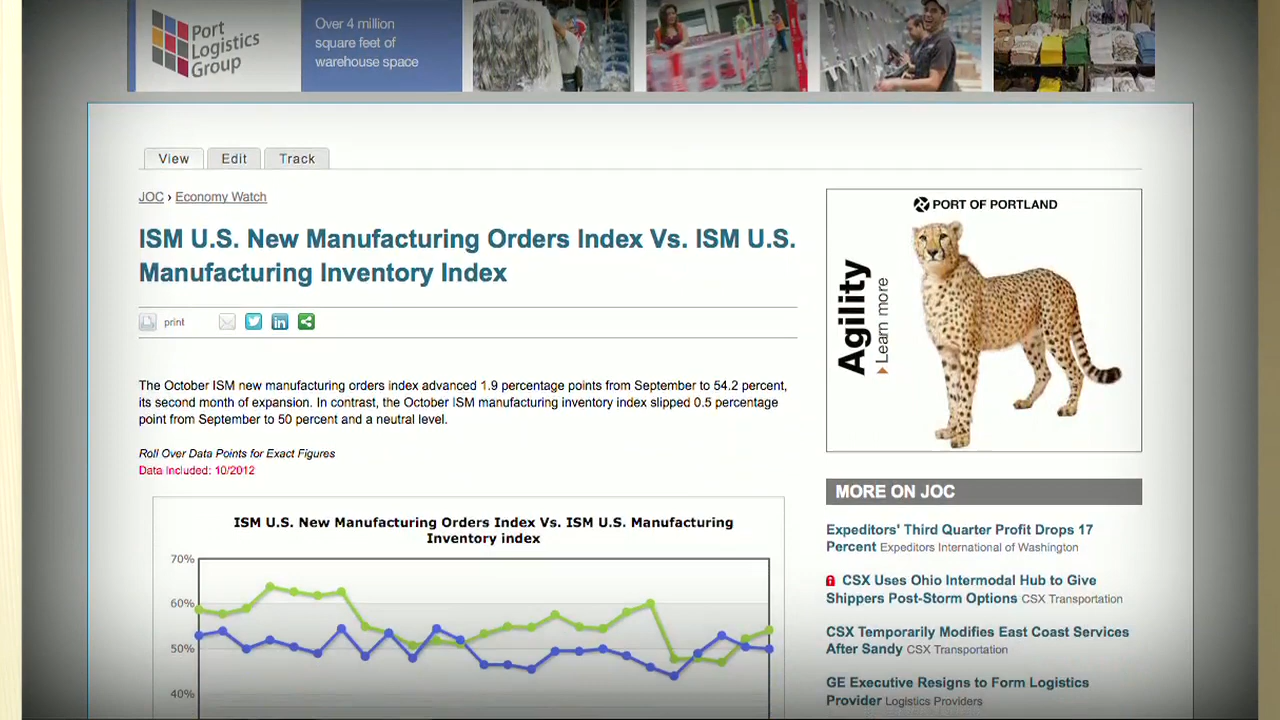 Port
Logistics
Group
Over 4 million
square feet of
warehouse space
View
Edit
Track
JOC › Economy Watch
ISM U.S. New Manufacturing Orders Index Vs. ISM U.S.
Manufacturing Inventory Index
print
The October ISM new manufacturing orders index advanced 1.9 percentage points from September to 54.2 percent,
its second month of expansion. In contrast, the October ISM manufacturing inventory index slipped 0.5 percentage
point from September to 50 percent and a neutral level.
Roll Over Data Points for Exact Figures
Data Included: 10/2012
ISM U.S. New Manufacturing Orders Index Vs. ISM U.S. Manufacturing
Inventory index
70%
60%
50%
40%
PORT OF PORTLAND
Agility
Learn more
MORE ON JOC
Expeditors' Third Quarter Profit Drops 17
Percent Expeditors International of Washington
CSX Uses Ohio Intermodal Hub to Give
Shippers Post-Storm Options CSX Transportation
CSX Temporarily Modifies East Coast Services
After Sandy CSX Transportation
GE Executive Resigns to Form Logistics
Provider Logistics Providers